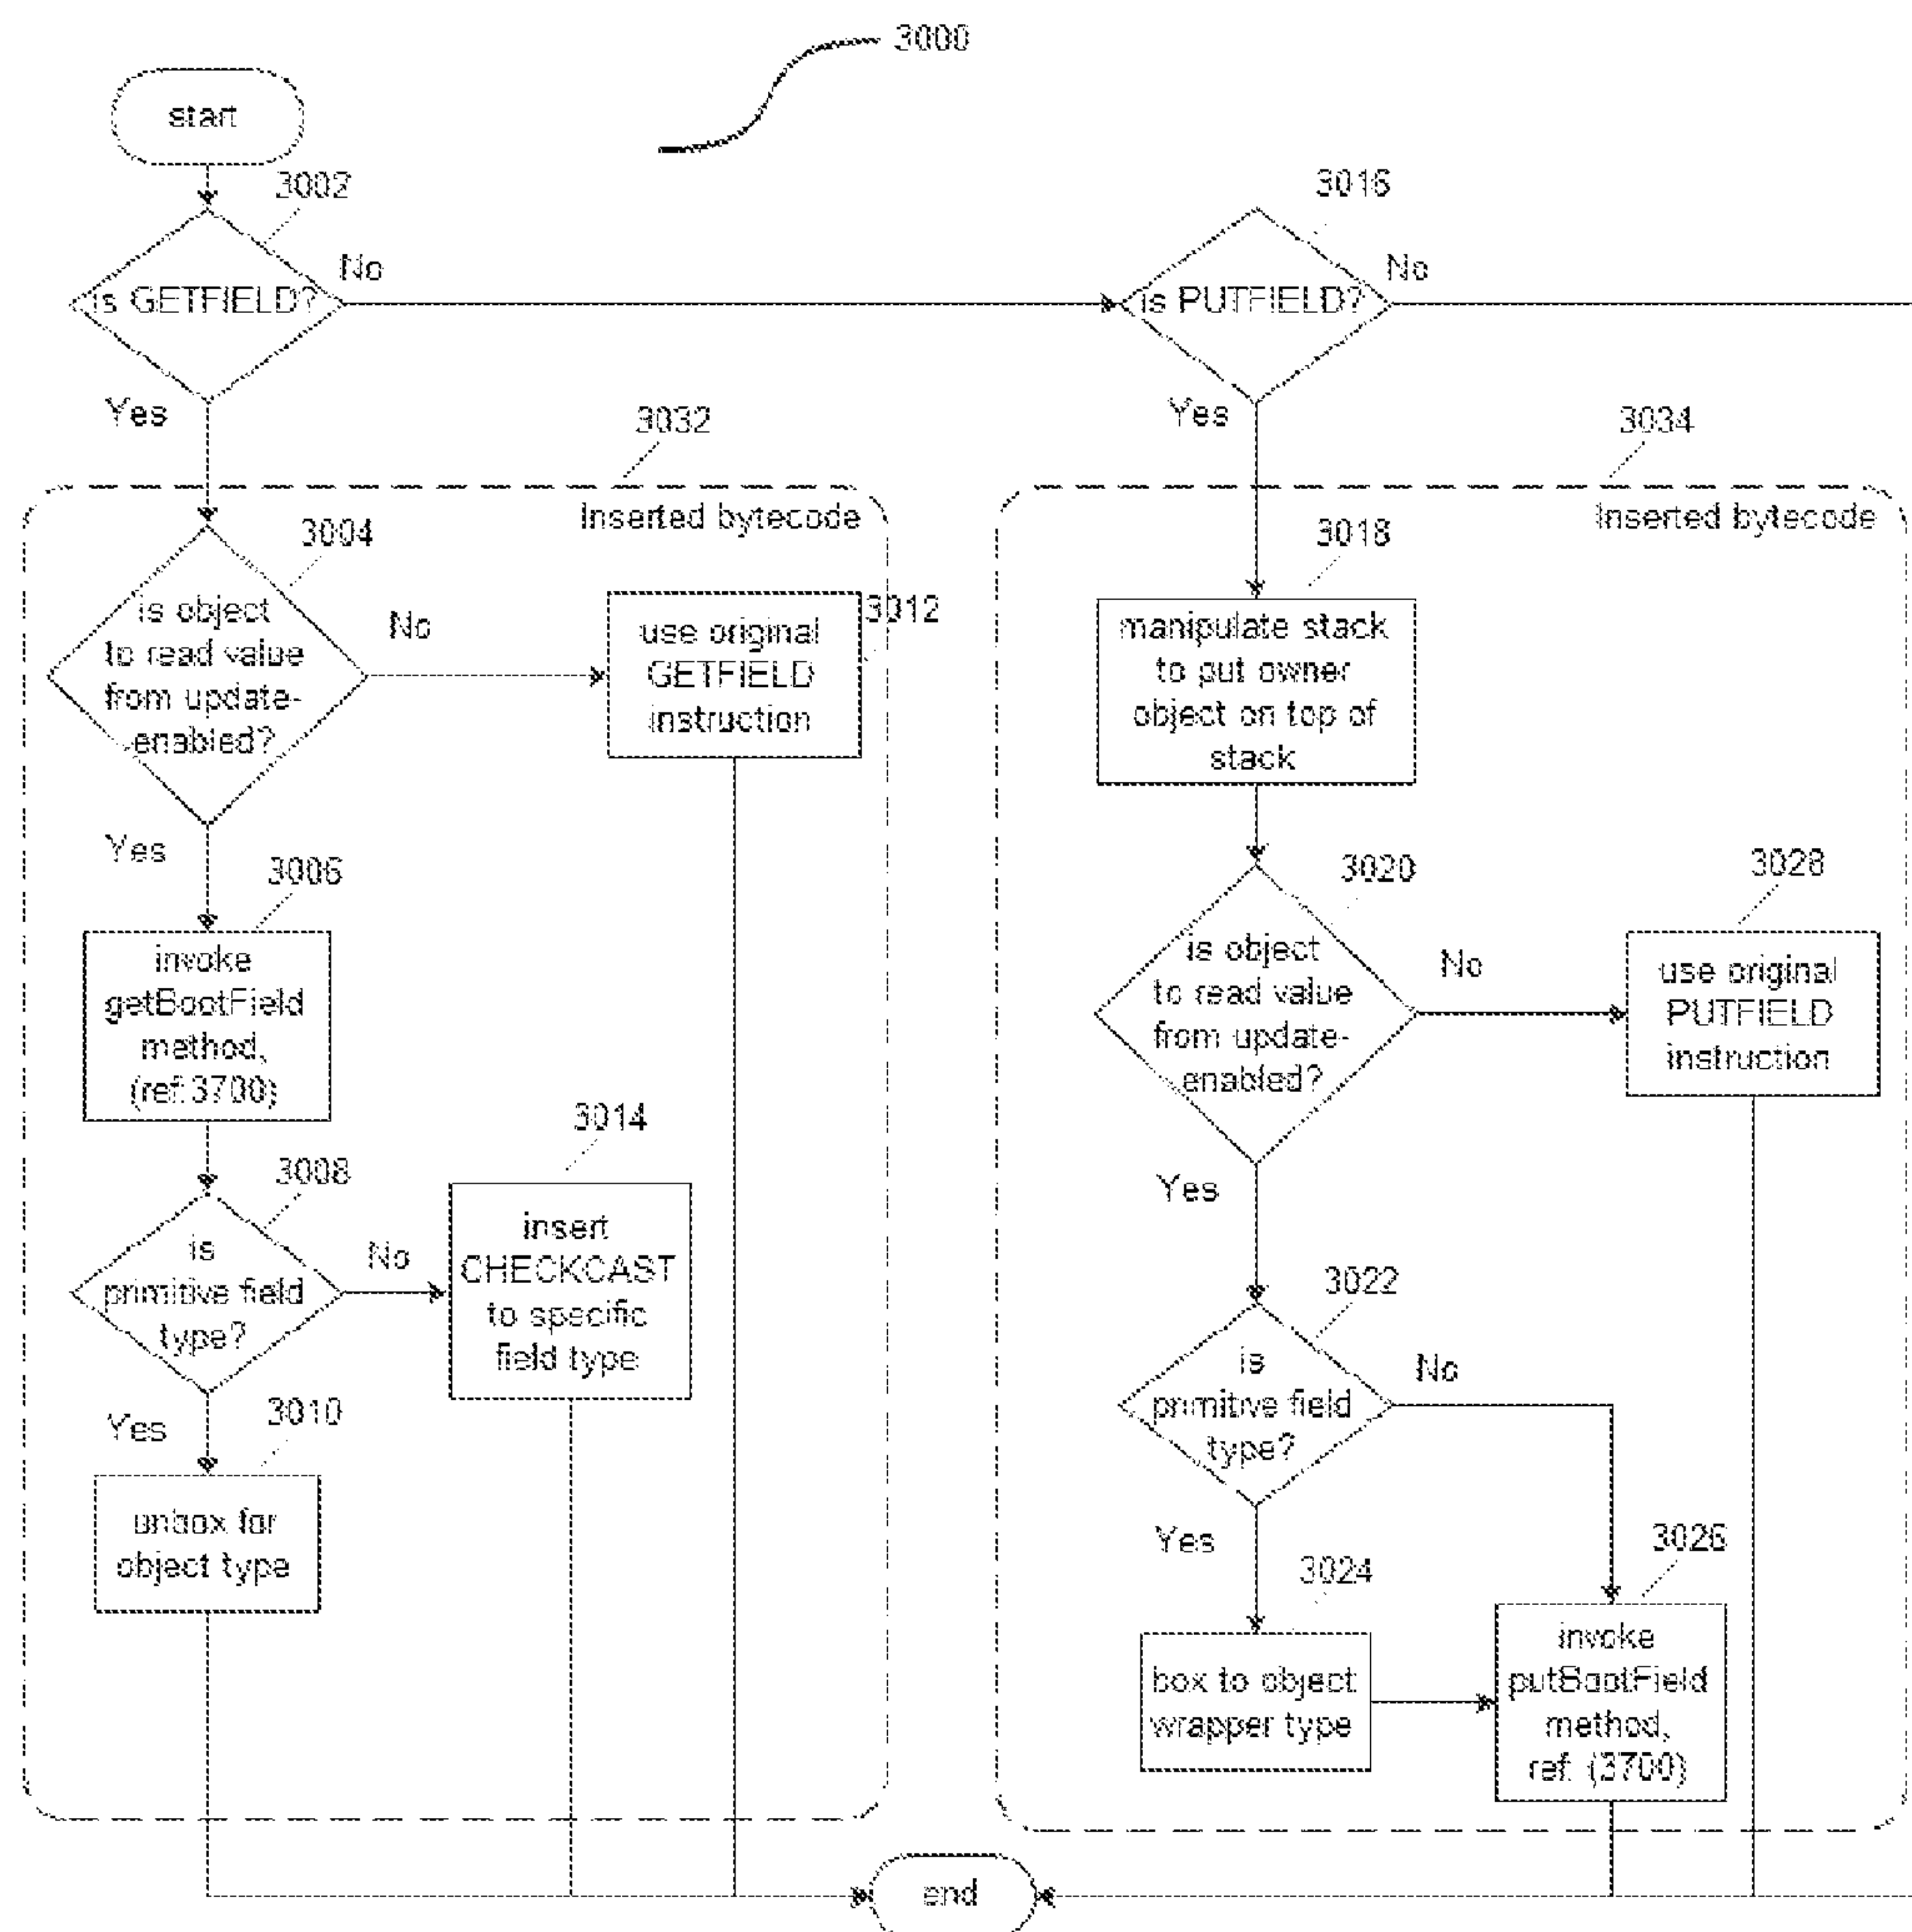 3000
start
3002
is GETFIELD?
No
Yes
3016
is PUTFIELD?
No
Yes
3032
Inserted bytecode
3004
is object
to read value
from update-
enabled?
No
3012
use original
GETFIELD
instruction
Yes
3006
invoke
getBootField
method,
(ref.3700)
3008
is
primitive field
type?
No
3014
insert
CHECKCAST
to specific
field type
Yes
3010
unbox for
object type
3034
Inserted bytecode
3018
manipulate stack
to put owner
object on top of
stack
3020
is object
to read value
from update-
enabled?
No
3028
use original
PUTFIELD
instruction
Yes
3022
is
primitive field
type?
No
Yes
3024
box to object
wrapper type
3026
invoke
putBootField
method,
ref. (3700)
end